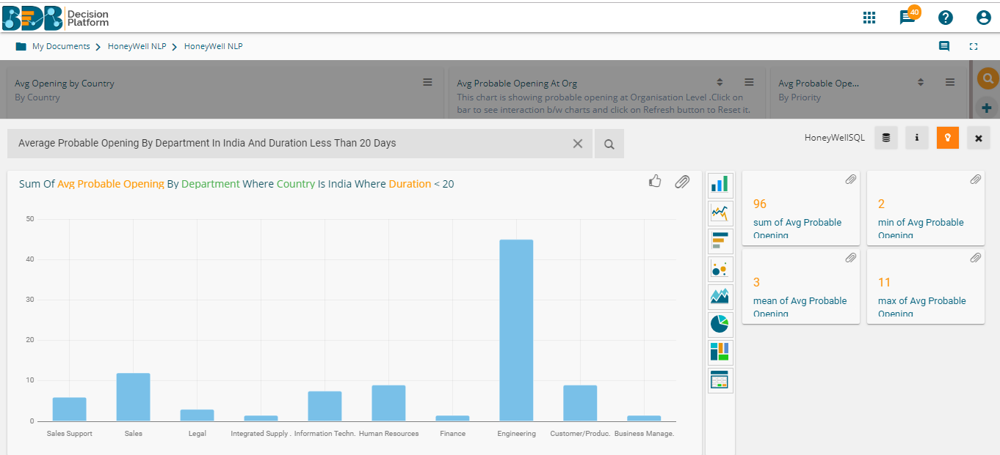 BDB Decision
Platform
40
My Documents > HoneyWell NLP > HoneyWell NLP
Avg Opening by Country
By Country
Avg Probable Opening At Org
This chart is showing probable opening at Organisation Level .Click on
bar to see interaction b/w charts and click on Refresh button to Reset it.
Avg Probable Ope...
By Priority
Average Probable Opening By Department In India And Duration Less Than 20 Days
HoneyWellSQL
Sum Of Avg Probable Opening By Department Where Country Is India Where Duration < 20
50
40
30
20
10
0
Sales Support
Sales
Legal
Integrated Supply .
Information Techn.
Human Resources
Finance
Engineering
Customer/Produc.
Business Manage.
96
sum of Avg Probable
Opening
2
min of Avg Probable
Opening
3
mean of Avg Probable
Opening
11
max of Avg Probable
Opening